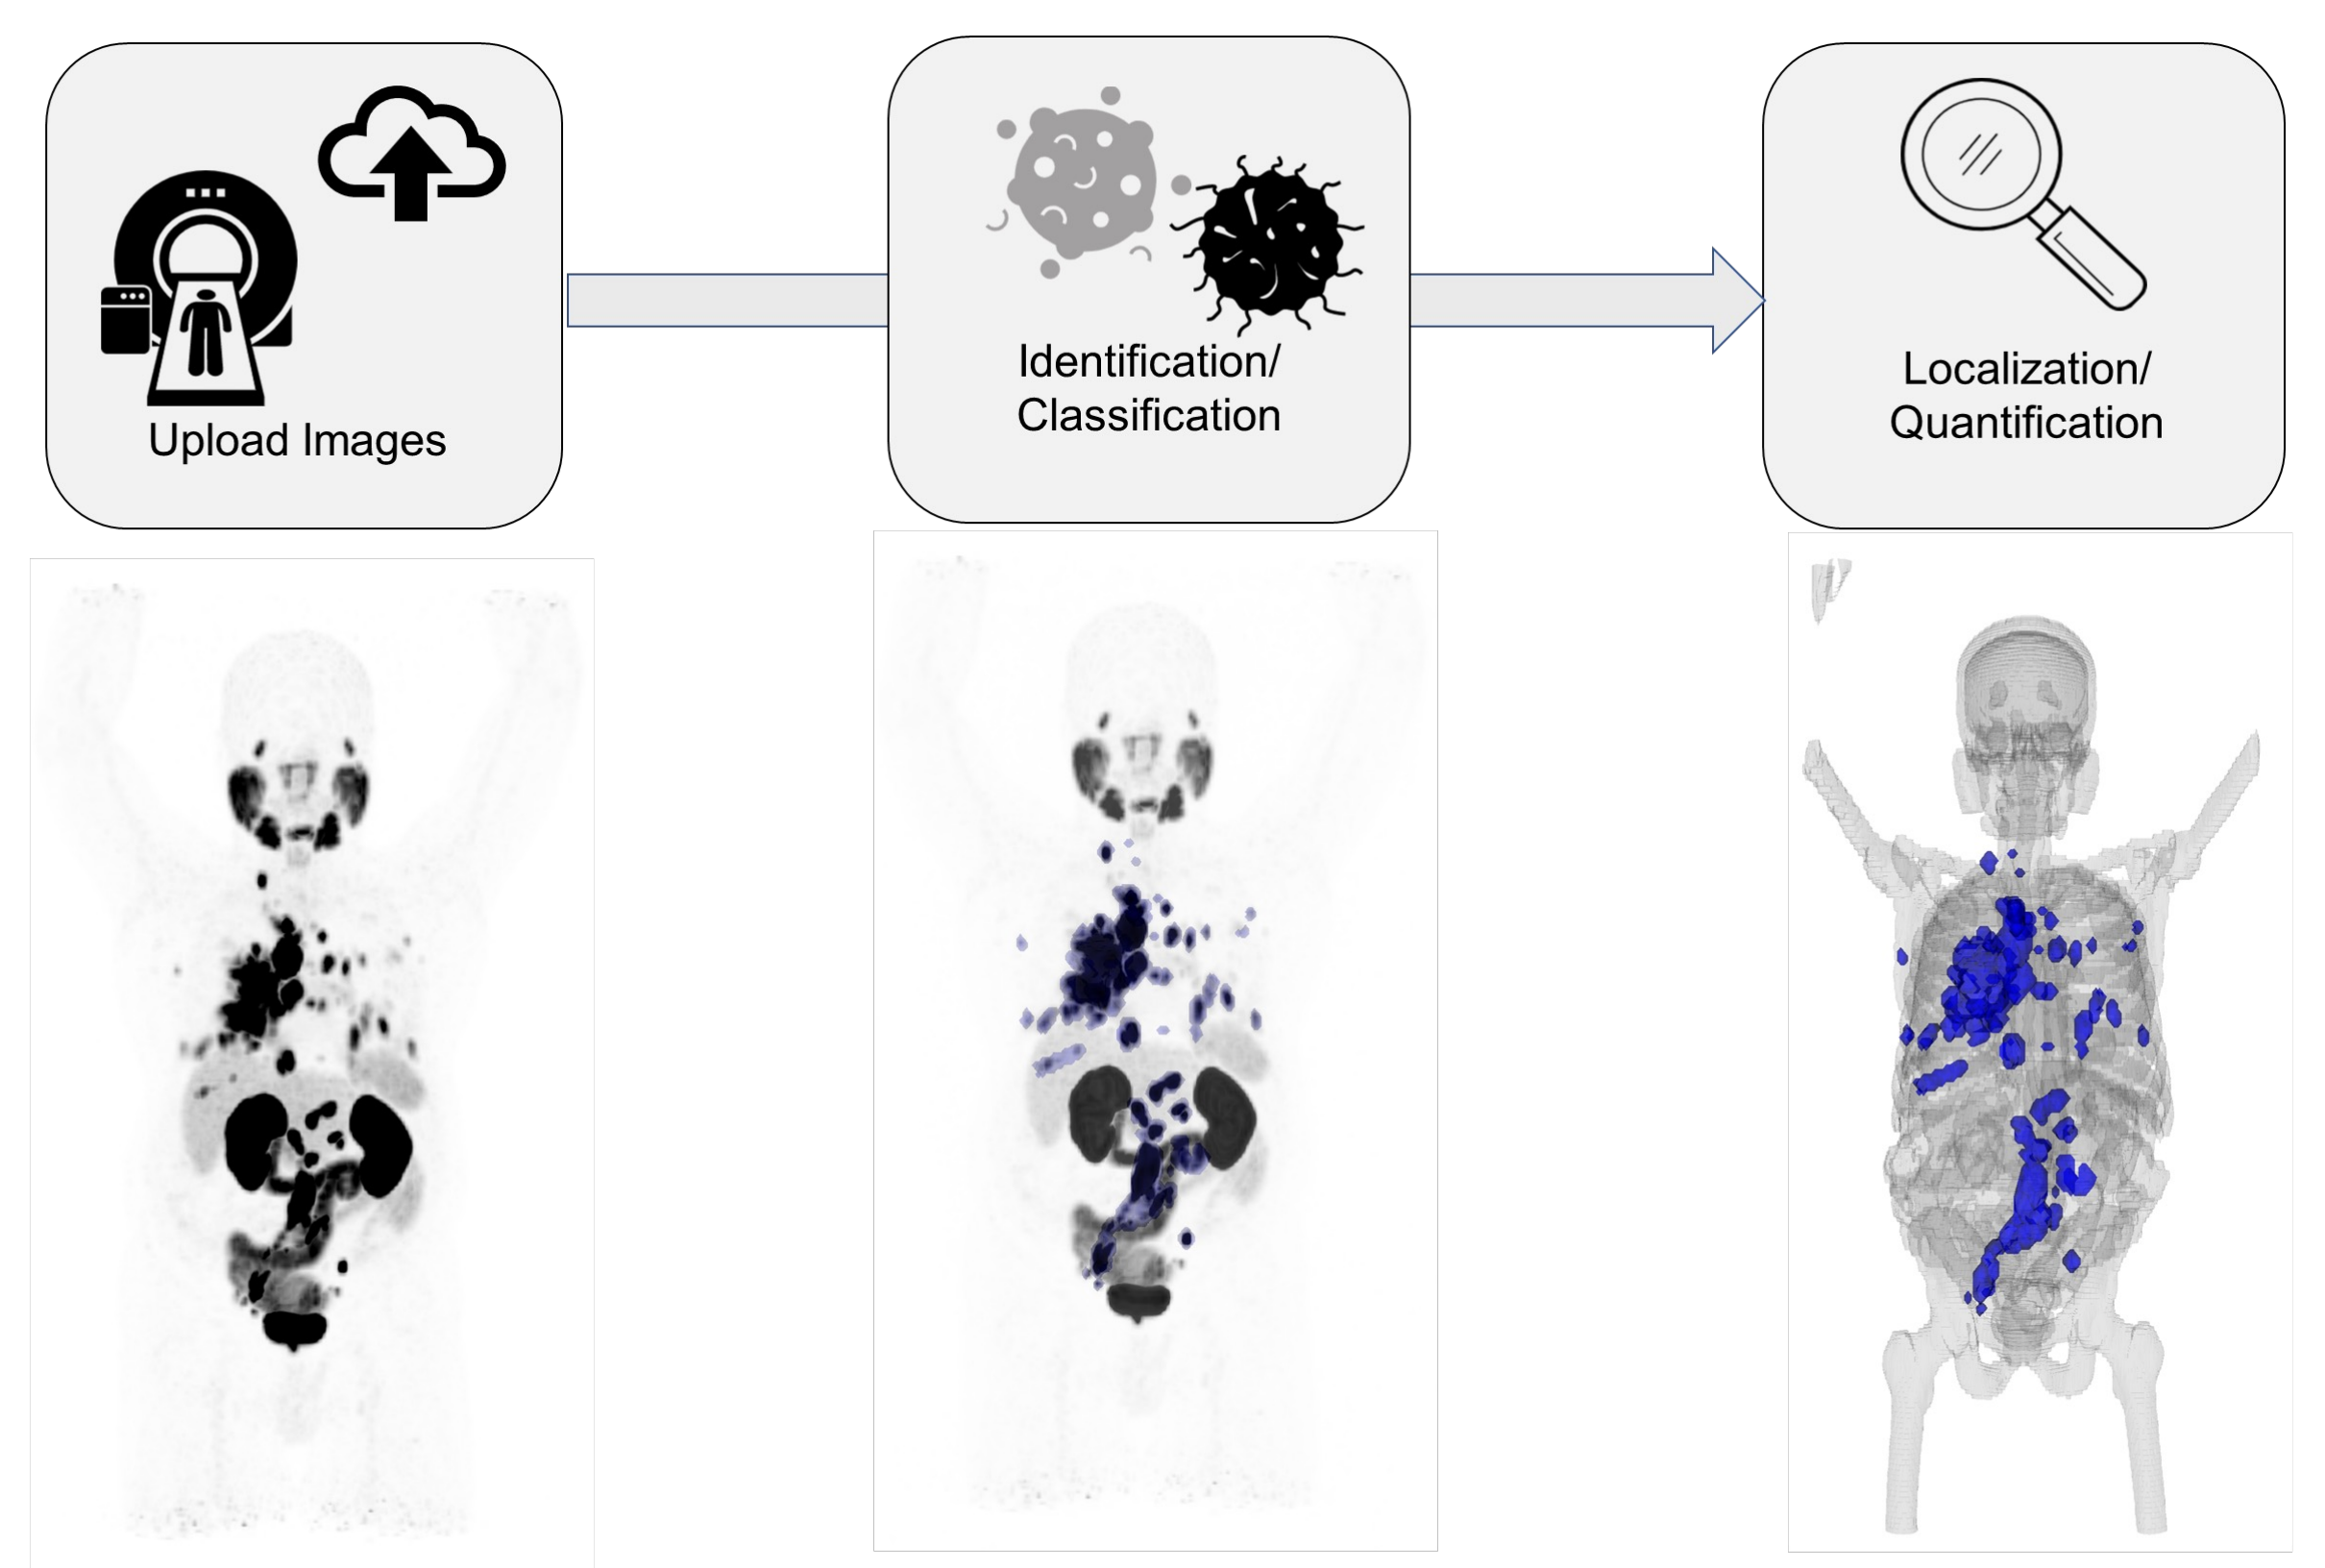 Upload Images
Identification/
Classification
Localization/
Quantification